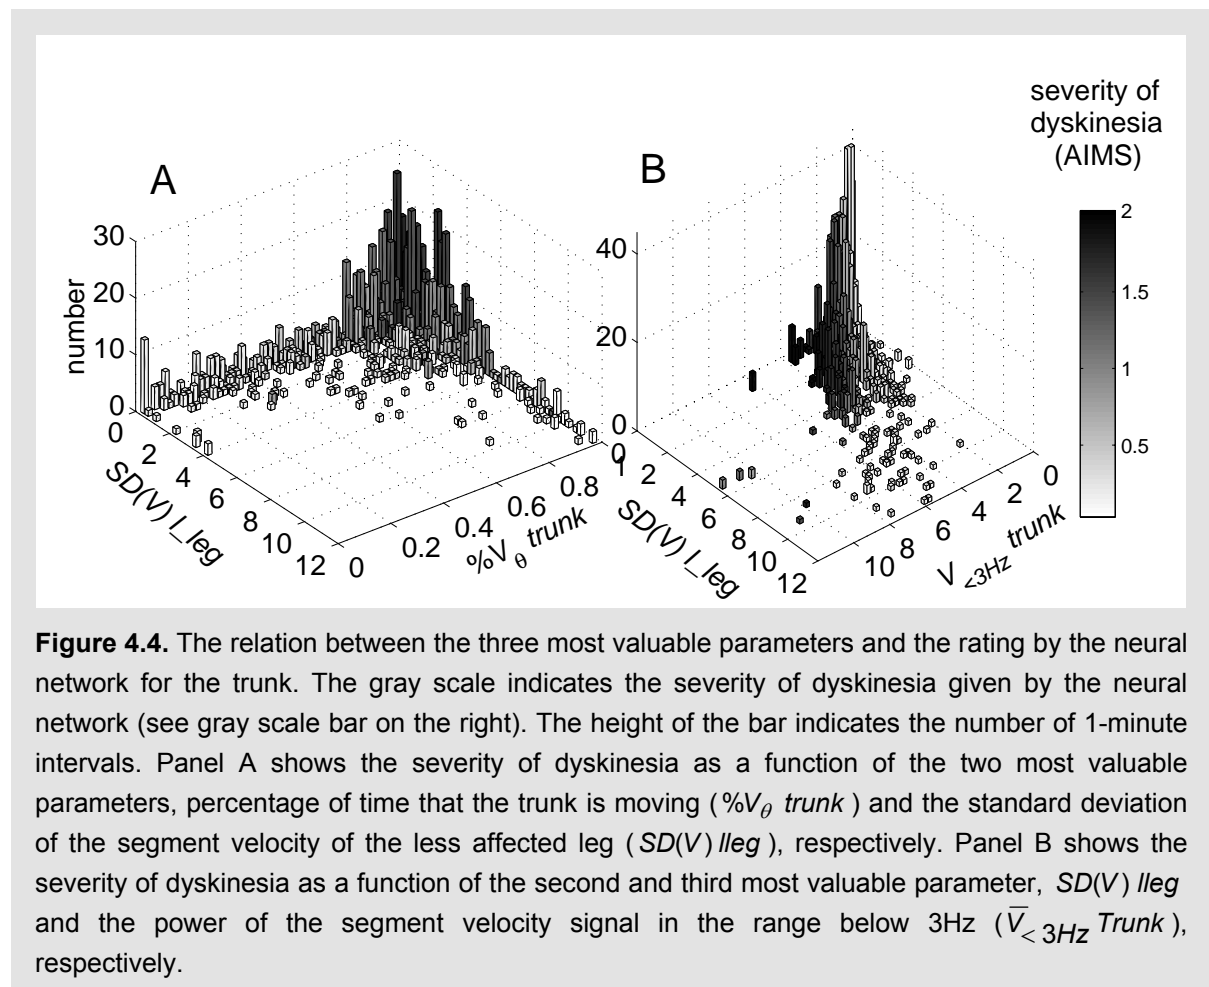 severity of
dyskinesia
(AIMS)
A
B
2
1.5
1
0.5
30
20
10
0
number
0
2
4
6
8
10
12
SD(V) l_leg
0
0.2
0.4
0.6
0.8
1
%Vθ trunk
40
20
0
0
2
4
6
8
10
12
SD(V) l_leg
10
8
6
4
2
0
V <3Hz trunk
Figure 4.4. The relation between the three most valuable parameters and the rating by the neural
network for the trunk. The gray scale indicates the severity of dyskinesia given by the neural
network (see gray scale bar on the right). The height of the bar indicates the number of 1-minute
intervals. Panel A shows the severity of dyskinesia as a function of the two most valuable
parameters, percentage of time that the trunk is moving (%Vθ trunk) and the standard deviation
of the segment velocity of the less affected leg (SD(V) lleg), respectively. Panel B shows the
severity of dyskinesia as a function of the second and third most valuable parameter, SD(V) lleg
and the power of the segment velocity signal in the range below 3Hz (V̅< 3Hz Trunk),
respectively.